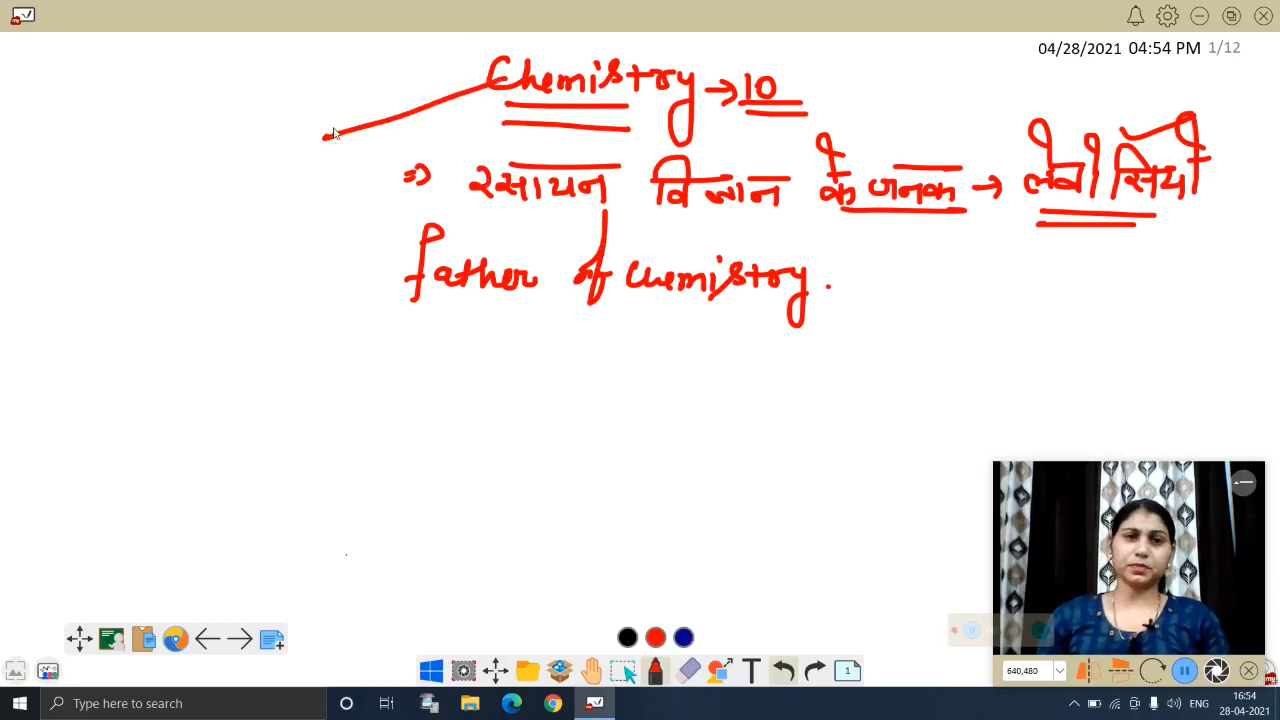 04/28/2021 04:54 PM 1/12
Chemistry → 10
⇒ रसायन विज्ञान के जनक → लेवोसियो
Father of Chemistry.
640,480
1
Type here to search
ENG
16:54
28-04-2021